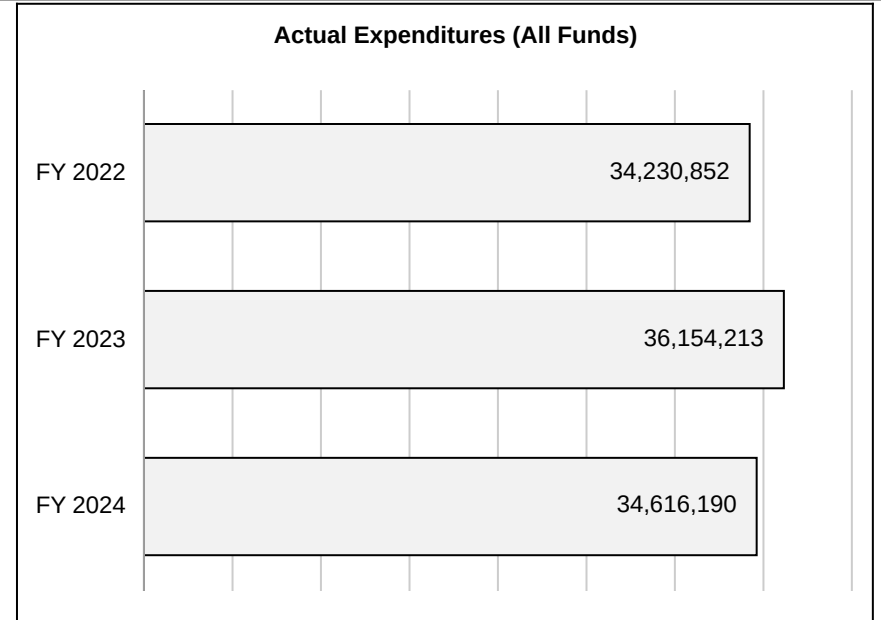 Actual Expenditures (All Funds)
FY 2022 34,230,852
FY 2023 36,154,213
FY 2024 34,616,190